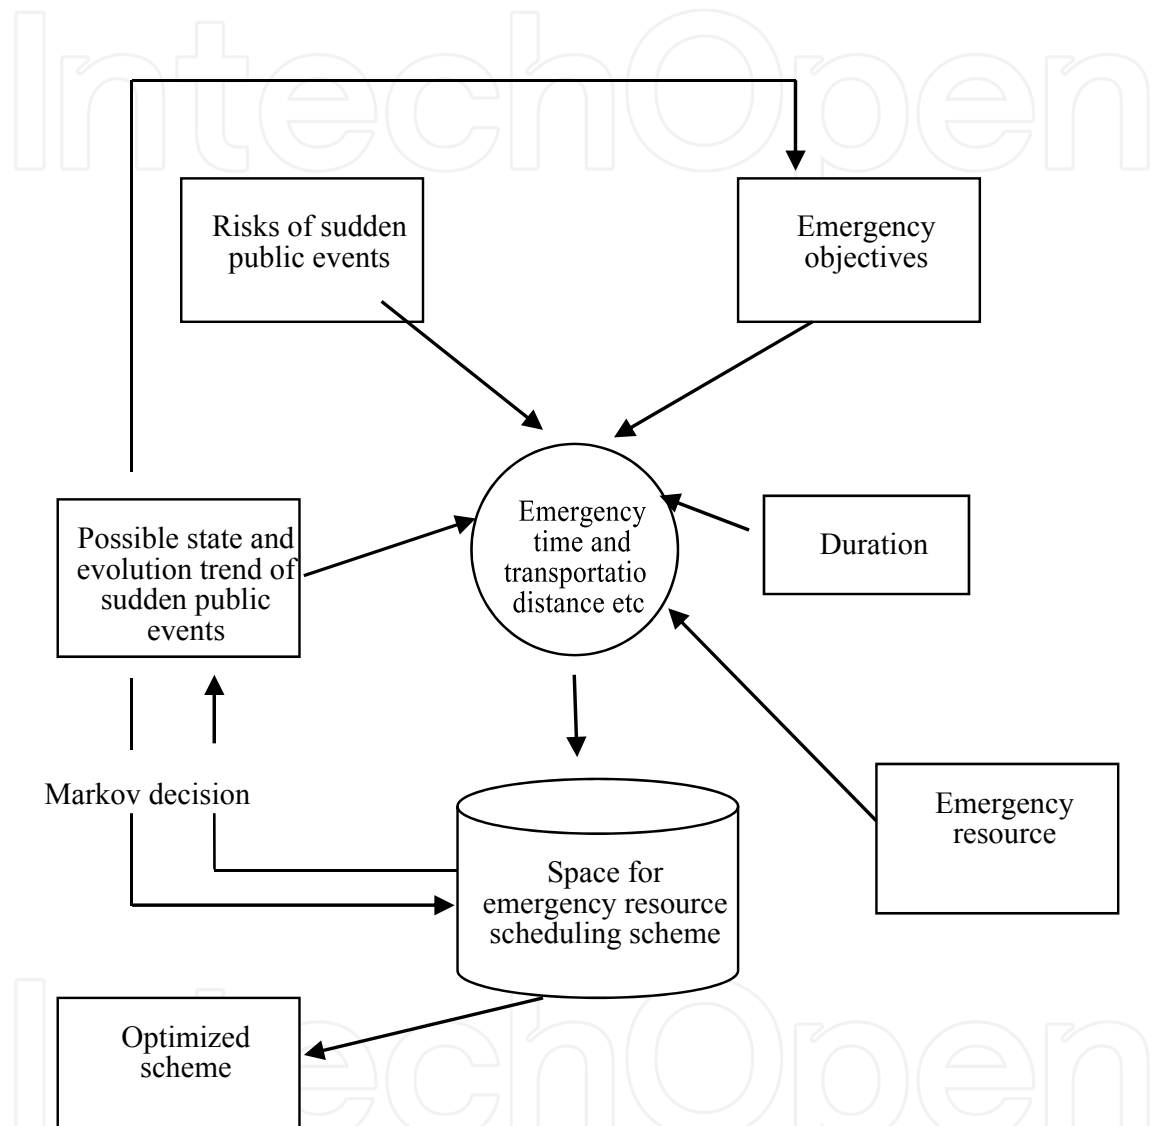 IntechOpen
Risks of sudden
public events
Emergency
objectives
Possible state and
evolution trend of
sudden public
events
Emergency
time and
transportatio
distance etc
Duration
Markov decision
Emergency
resource
Space for
emergency resource
scheduling scheme
Optimized
scheme
IntechOpen